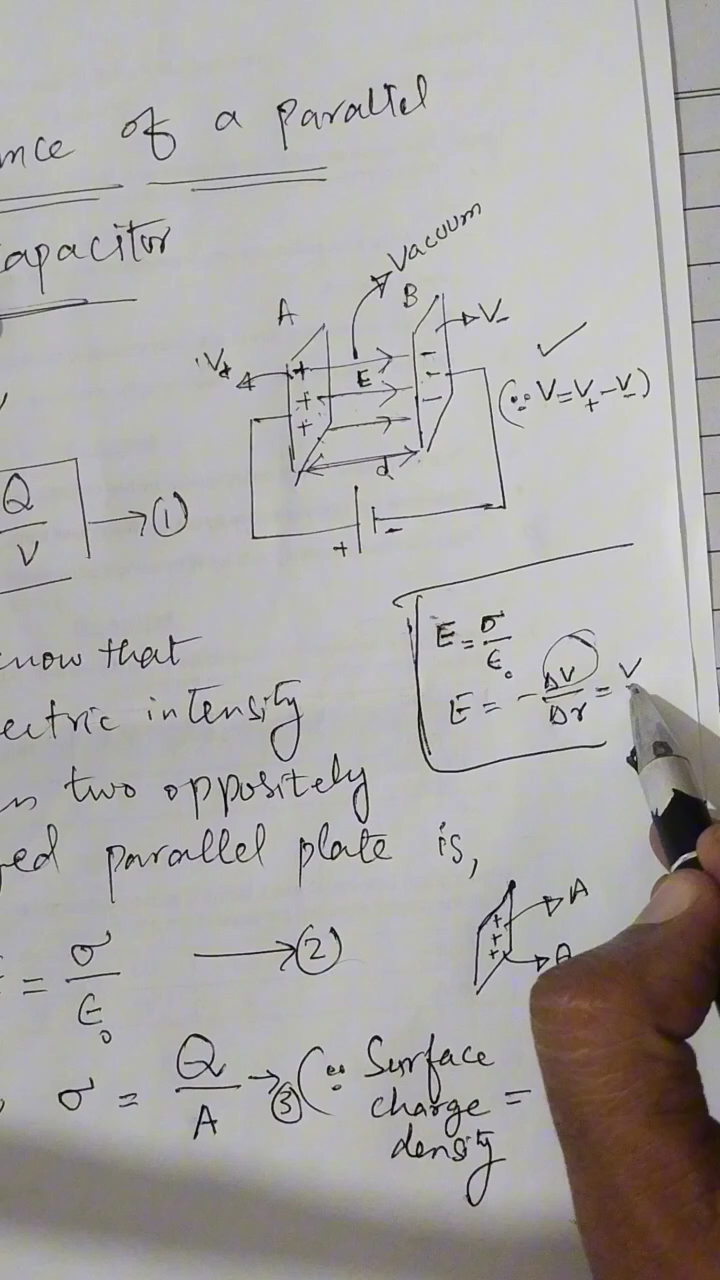 of a parallel
apacitor
Vacuum
A
B
V+
V-
+ E -
+ -
+ -
(∵ V=V+-V-)
d
Q/V →(1)
+ -
E=σ/ε₀
E = -ΔV/Δr = V
now that
ectric intensity
two oppositely
ed parallel plate is,
= σ/ε₀ →(2)
+ + +
A
σ = Q/A →(3) (∵ Surface
charge =
density